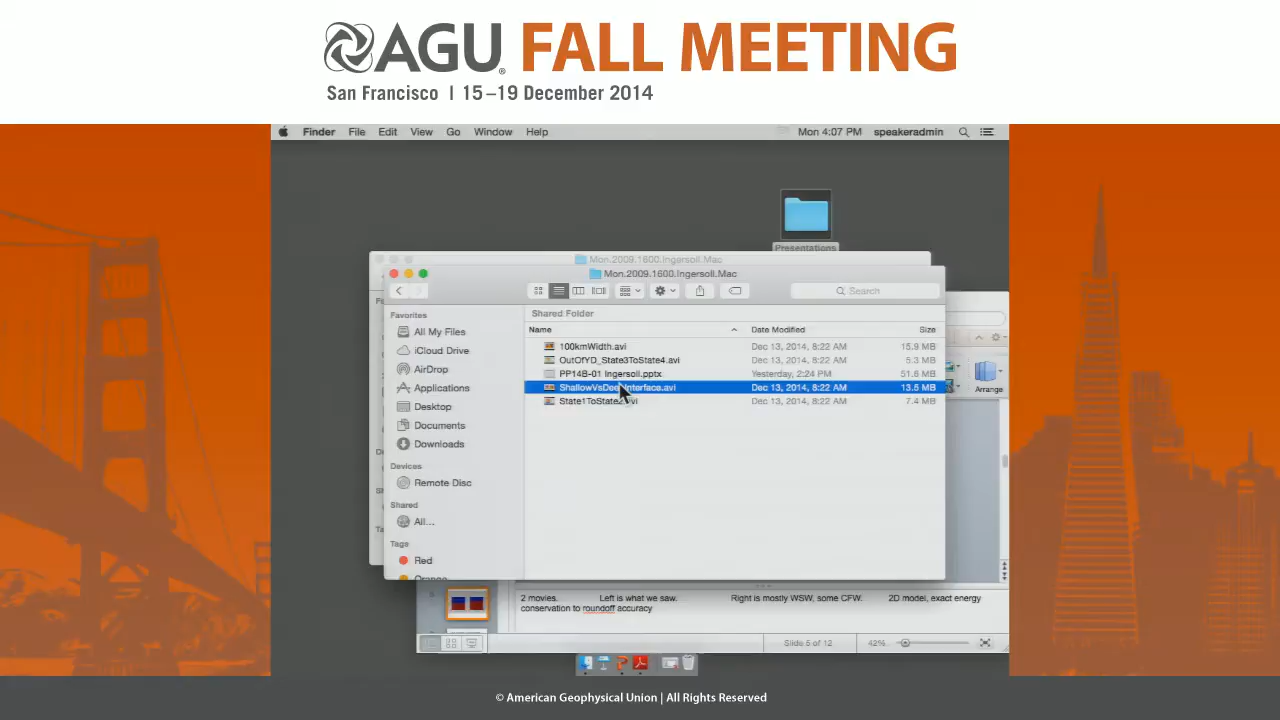 AGU FALL MEETING
San Francisco | 15–19 December 2014
Finder File Edit View Go Window Help Mon 4:07 PM speakeradmin
Presentations
Mon.2009.1600.Ingersoll.Mac
Mon.2009.1600.Ingersoll.Mac
Search
Favorites
All My Files
iCloud Drive
AirDrop
Applications
Desktop
Documents
Downloads
Devices
Remote Disc
Shared
All...
Tags
Red
Orange
Shared Folder
Name Date Modified Size
100kmWidth.avi Dec 13, 2014, 8:22 AM 15.9 MB
OutOfYD_State3ToState4.avi Dec 13, 2014, 8:22 AM 5.3 MB
PP14B-01 Ingersoll.pptx Yesterday, 2:24 PM 51.6 MB
ShallowVsDeepInterface.avi Dec 13, 2014, 8:22 AM 13.5 MB
State1ToState Dec 13, 2014, 8:22 AM 7.4 MB
Arrange
2 movies. Left is what we saw. Right is mostly WSW, some CFW. 2D model, exact energy
conservation to roundoff accuracy
Slide 5 of 12 42%
© American Geophysical Union | All Rights Reserved